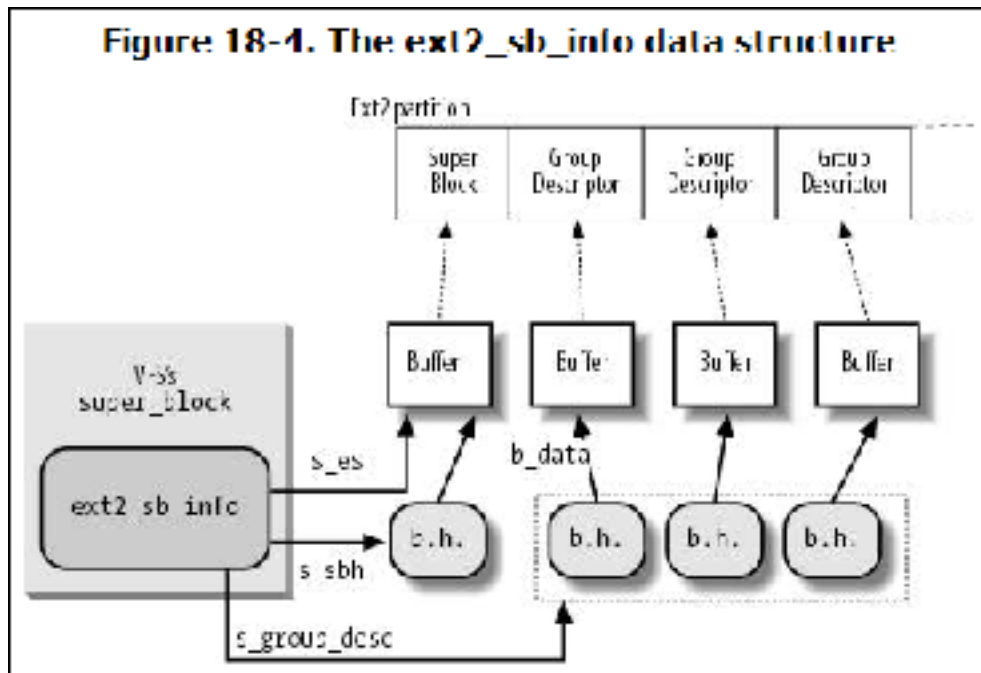 Figure 18-4. The ext2_sb_info data structure
Ext2 partition
Super
Block
Group
Descriptor
Group
Descriptor
Group
Descriptor
Buffer
Buffer
Buffer
Buffer
VFS's
super_block
ext2_sb_info
s_es
b_data
b.h.
b.h.
b.h.
b.h.
s_sbh
s_group_desc